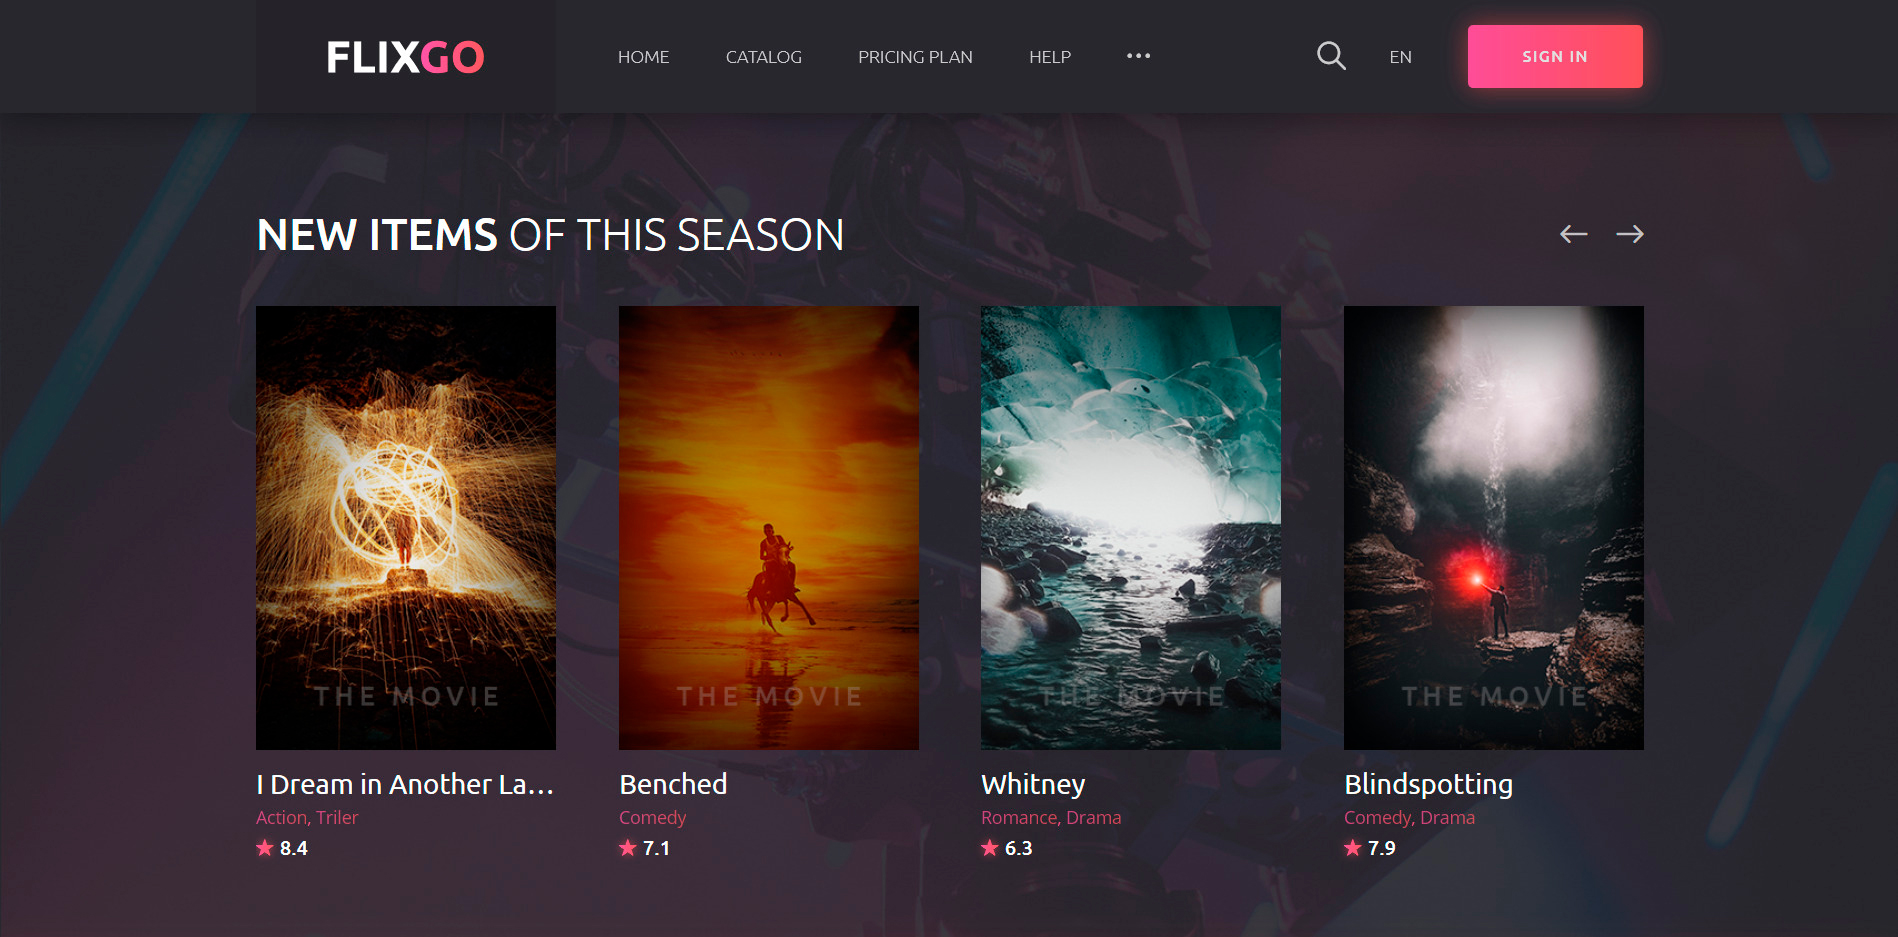 FLIXGO
HOME
CATALOG
PRICING PLAN
HELP
EN
SIGN IN
NEW ITEMS OF THIS SEASON
THE MOVIE
THE MOVIE
THE MOVIE
THE MOVIE
I Dream in Another La...
Action, Triler
8.4
Benched
Comedy
7.1
Whitney
Romance, Drama
6.3
Blindspotting
Comedy, Drama
7.9